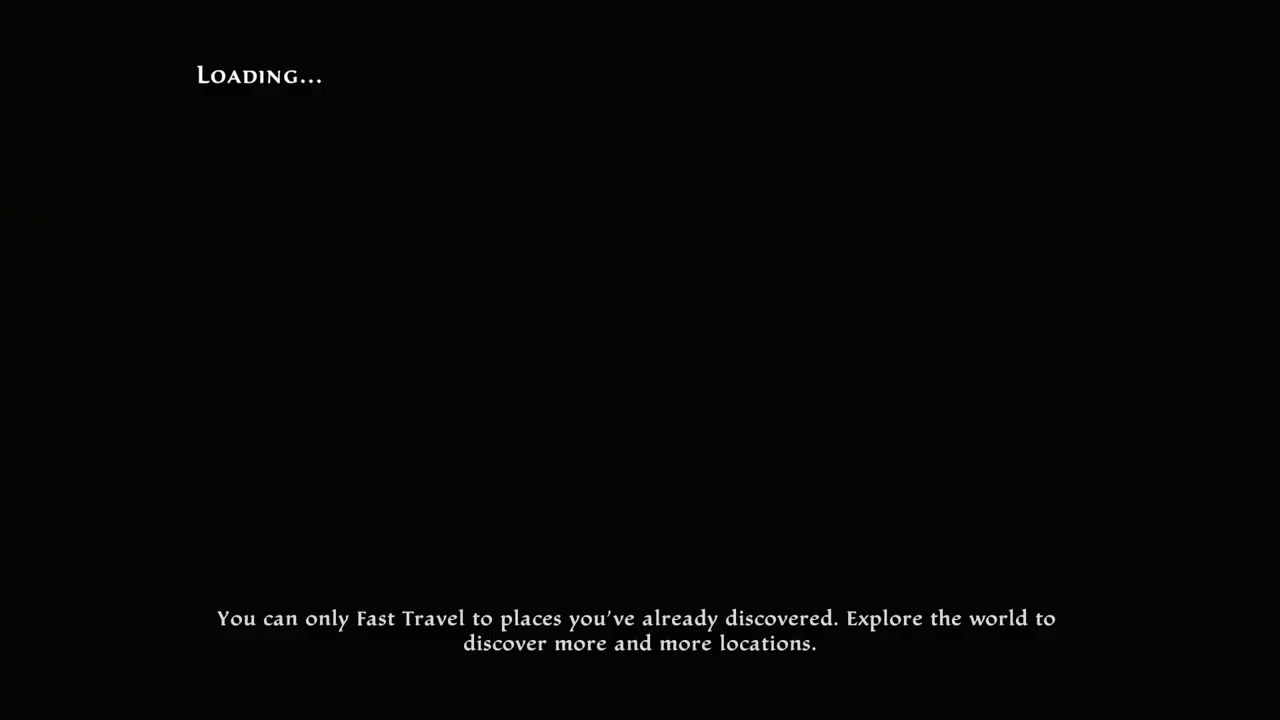 Loading...
You can only Fast Travel to places you've already discovered. Explore the world to
discover more and more locations.